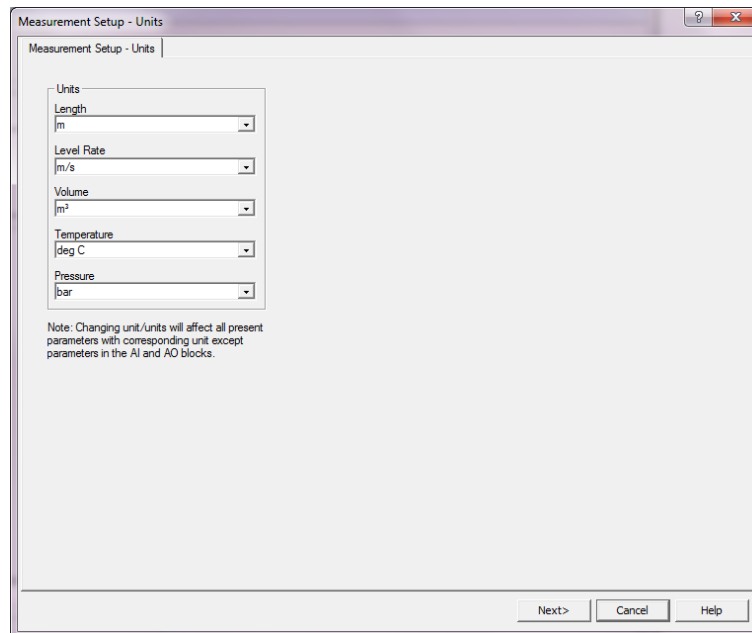 Measurement Setup - Units
Measurement Setup - Units
Units
Length
m
Level Rate
m/s
Volume
m³
Temperature
deg C
Pressure
bar
Note: Changing unit/units will affect all present
parameters with corresponding unit except
parameters in the AI and AO blocks.
Next> Cancel Help